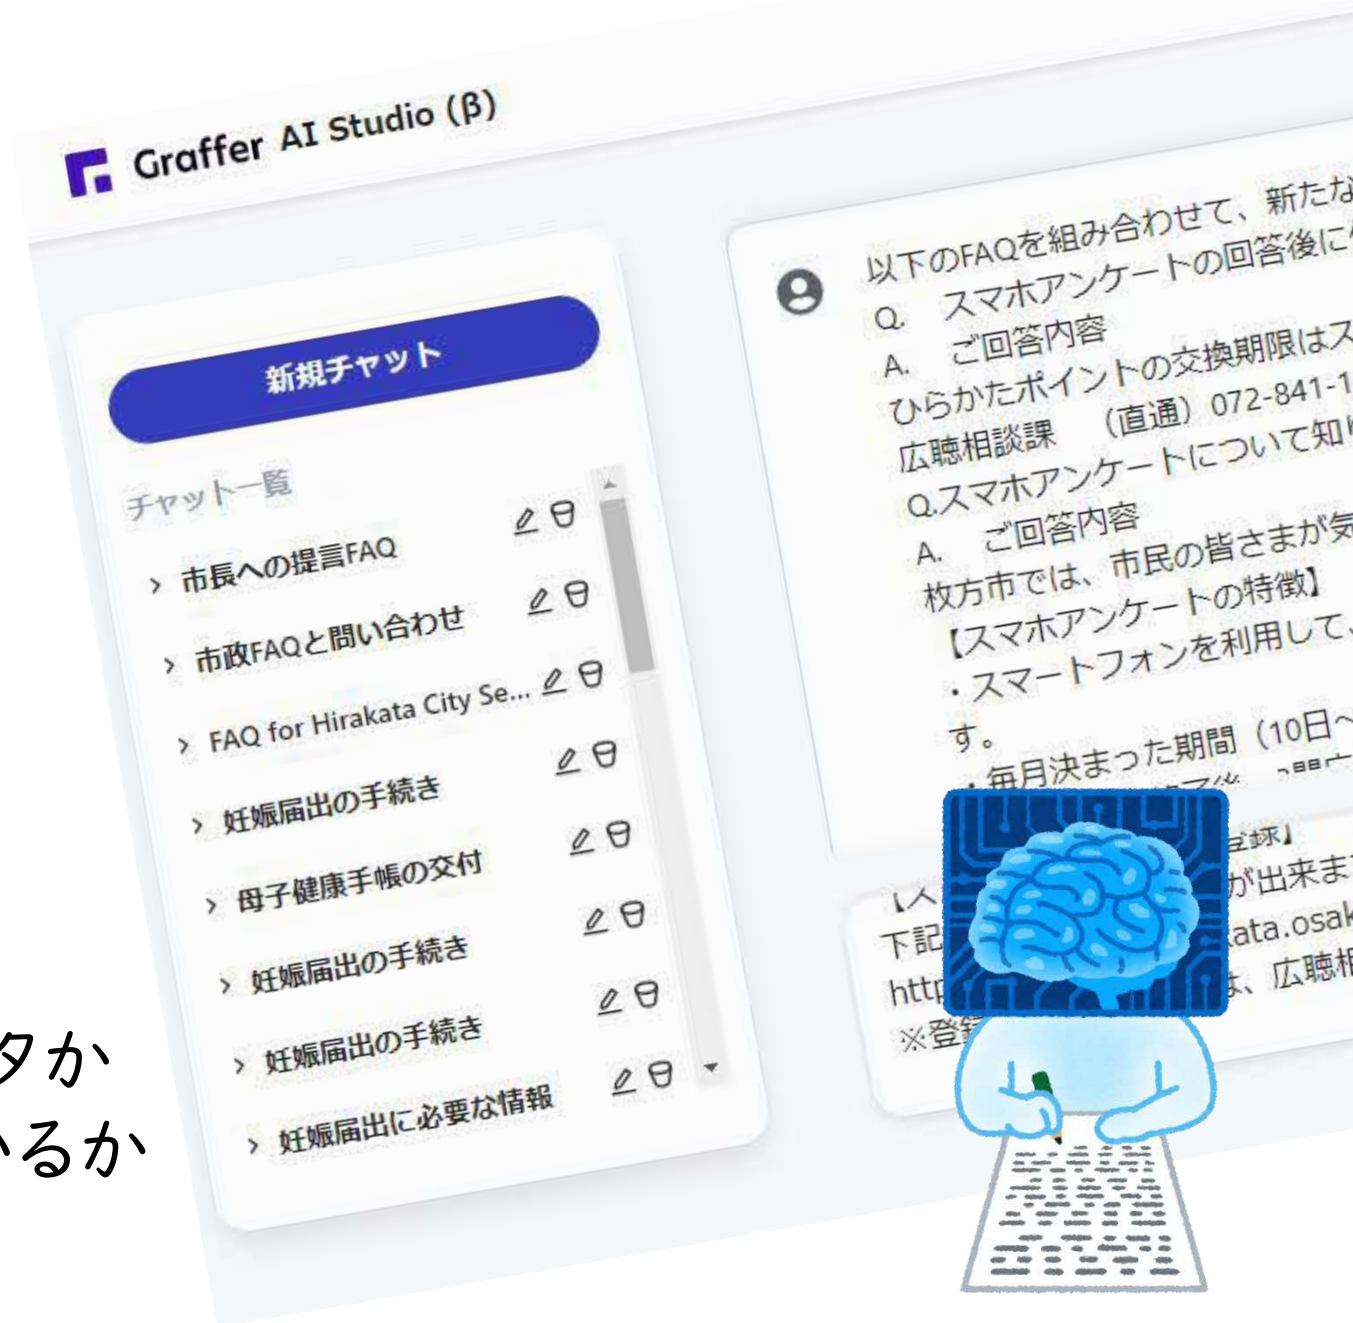 Graffer AI Studio (β)
新規チャット
チャット一覧
市長への提言FAQ
市政FAQと問い合わせ
FAQ for Hirakata City Se...
妊娠届出の手続き
母子健康手帳の交付
妊娠届出の手続き
妊娠届出の手続き
妊娠届出に必要な情報
以下のFAQを組み合わせて、新たな
Q. スマホアンケートの回答後に
A. ご回答内容
ひらかたポイントの交換期限はス
広聴相談課 （直通）072-841-1
Q.スマホアンケートについて知
A. ご回答内容
枚方市では、市民の皆さまが気
【スマホアンケートの特徴】
・スマートフォンを利用して、
す。
・毎月決まった期間（10日～
登録】
が出来ま
下記
kata.osak
http
は、広聴相
※登録
タか
いるか